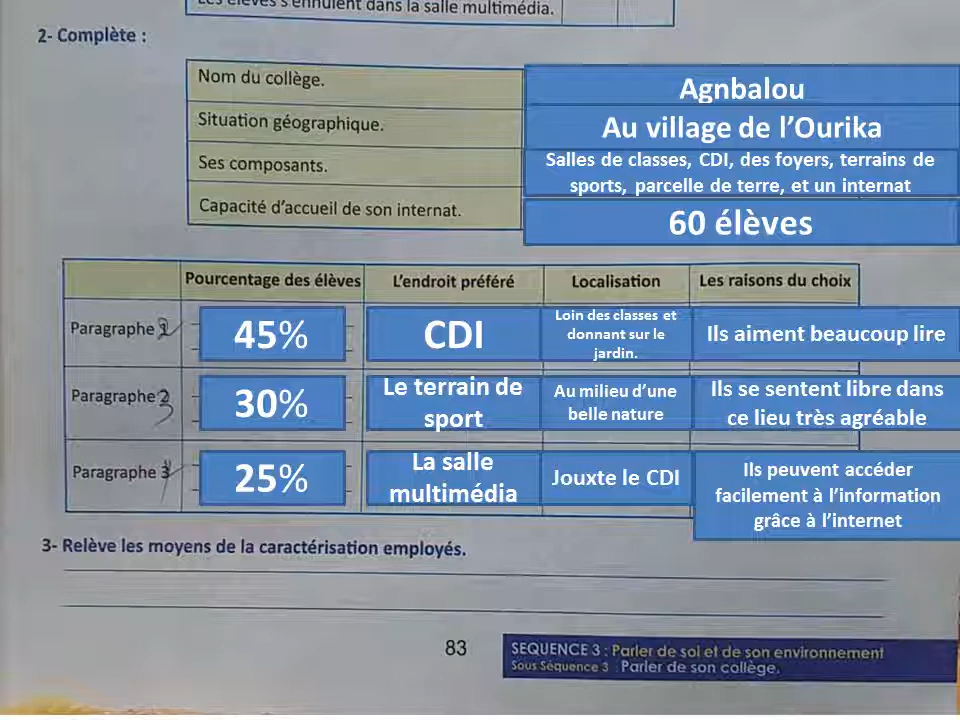 Les élèves s'ennuient dans la salle multimédia.
2- Complète :
Nom du collège.
Agnbalou
Situation géographique.
Au village de l'Ourika
Ses composants.
Salles de classes, CDI, des foyers, terrains de
sports, parcelle de terre, et un internat
Capacité d'accueil de son internat.
60 élèves
Pourcentage des élèves
L'endroit préféré
Localisation
Les raisons du choix
Paragraphe
45%
CDI
Loin des classes et
donnant sur le
jardin.
Ils aiment beaucoup lire
Paragraphe
30%
Le terrain de
sport
Au milieu d'une
belle nature
Ils se sentent libre dans
ce lieu très agréable
Paragraphe
25%
La salle
multimédia
Jouxte le CDI
Ils peuvent accéder
facilement à l'information
grâce à l'internet
3- Relève les moyens de la caractérisation employés.
83
SEQUENCE 3 : Parler de soi et de son environnement
Sous Séquence 3 : Parler de son collège.